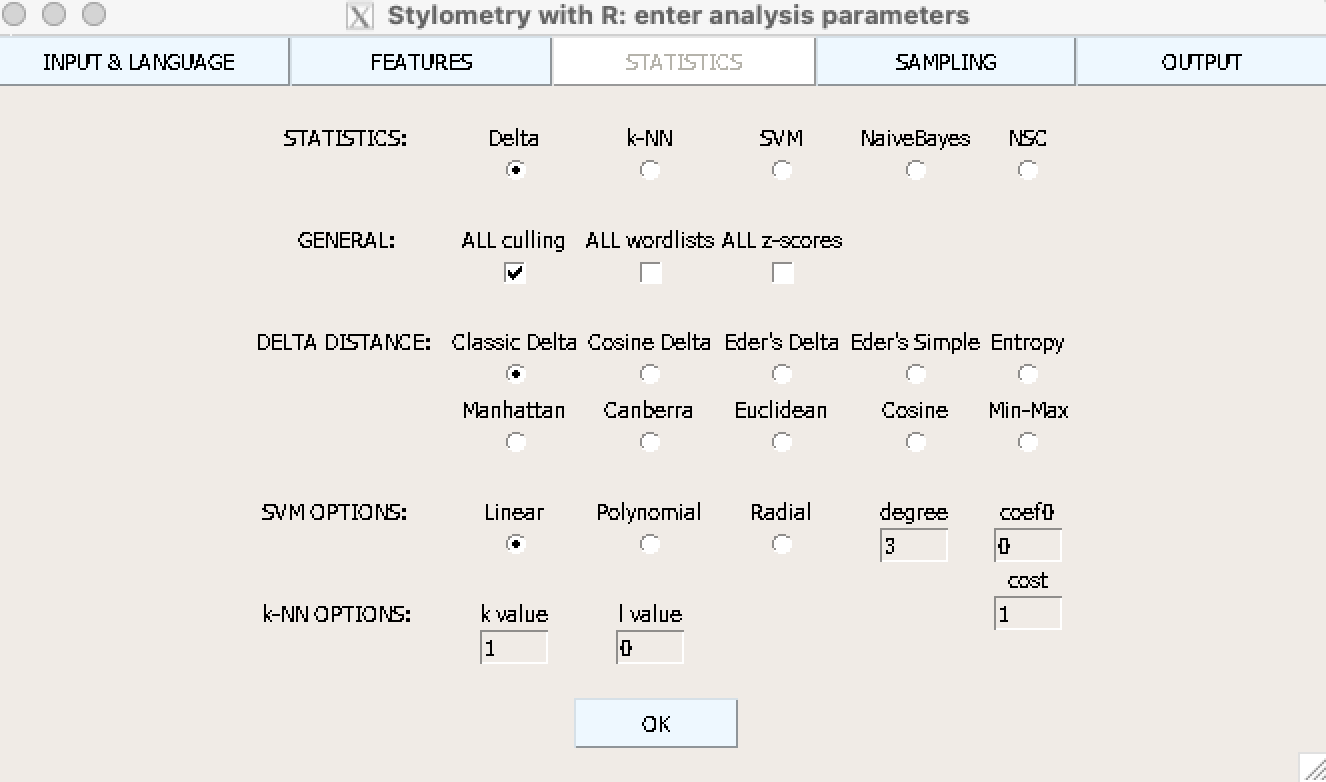 Stylometry with R: enter analysis parameters
INPUT & LANGUAGE FEATURES STATISTICS SAMPLING OUTPUT
STATISTICS: Delta k-NN SVM NaiveBayes NSC
GENERAL: ALL culling ALL wordlists ALL z-scores
DELTA DISTANCE: Classic Delta Cosine Delta Eder's Delta Eder's Simple Entropy
Manhattan Canberra Euclidean Cosine Min-Max
SVM OPTIONS: Linear Polynomial Radial degree coef0
3 0
cost
1
k-NN OPTIONS: k value l value
1 0
OK